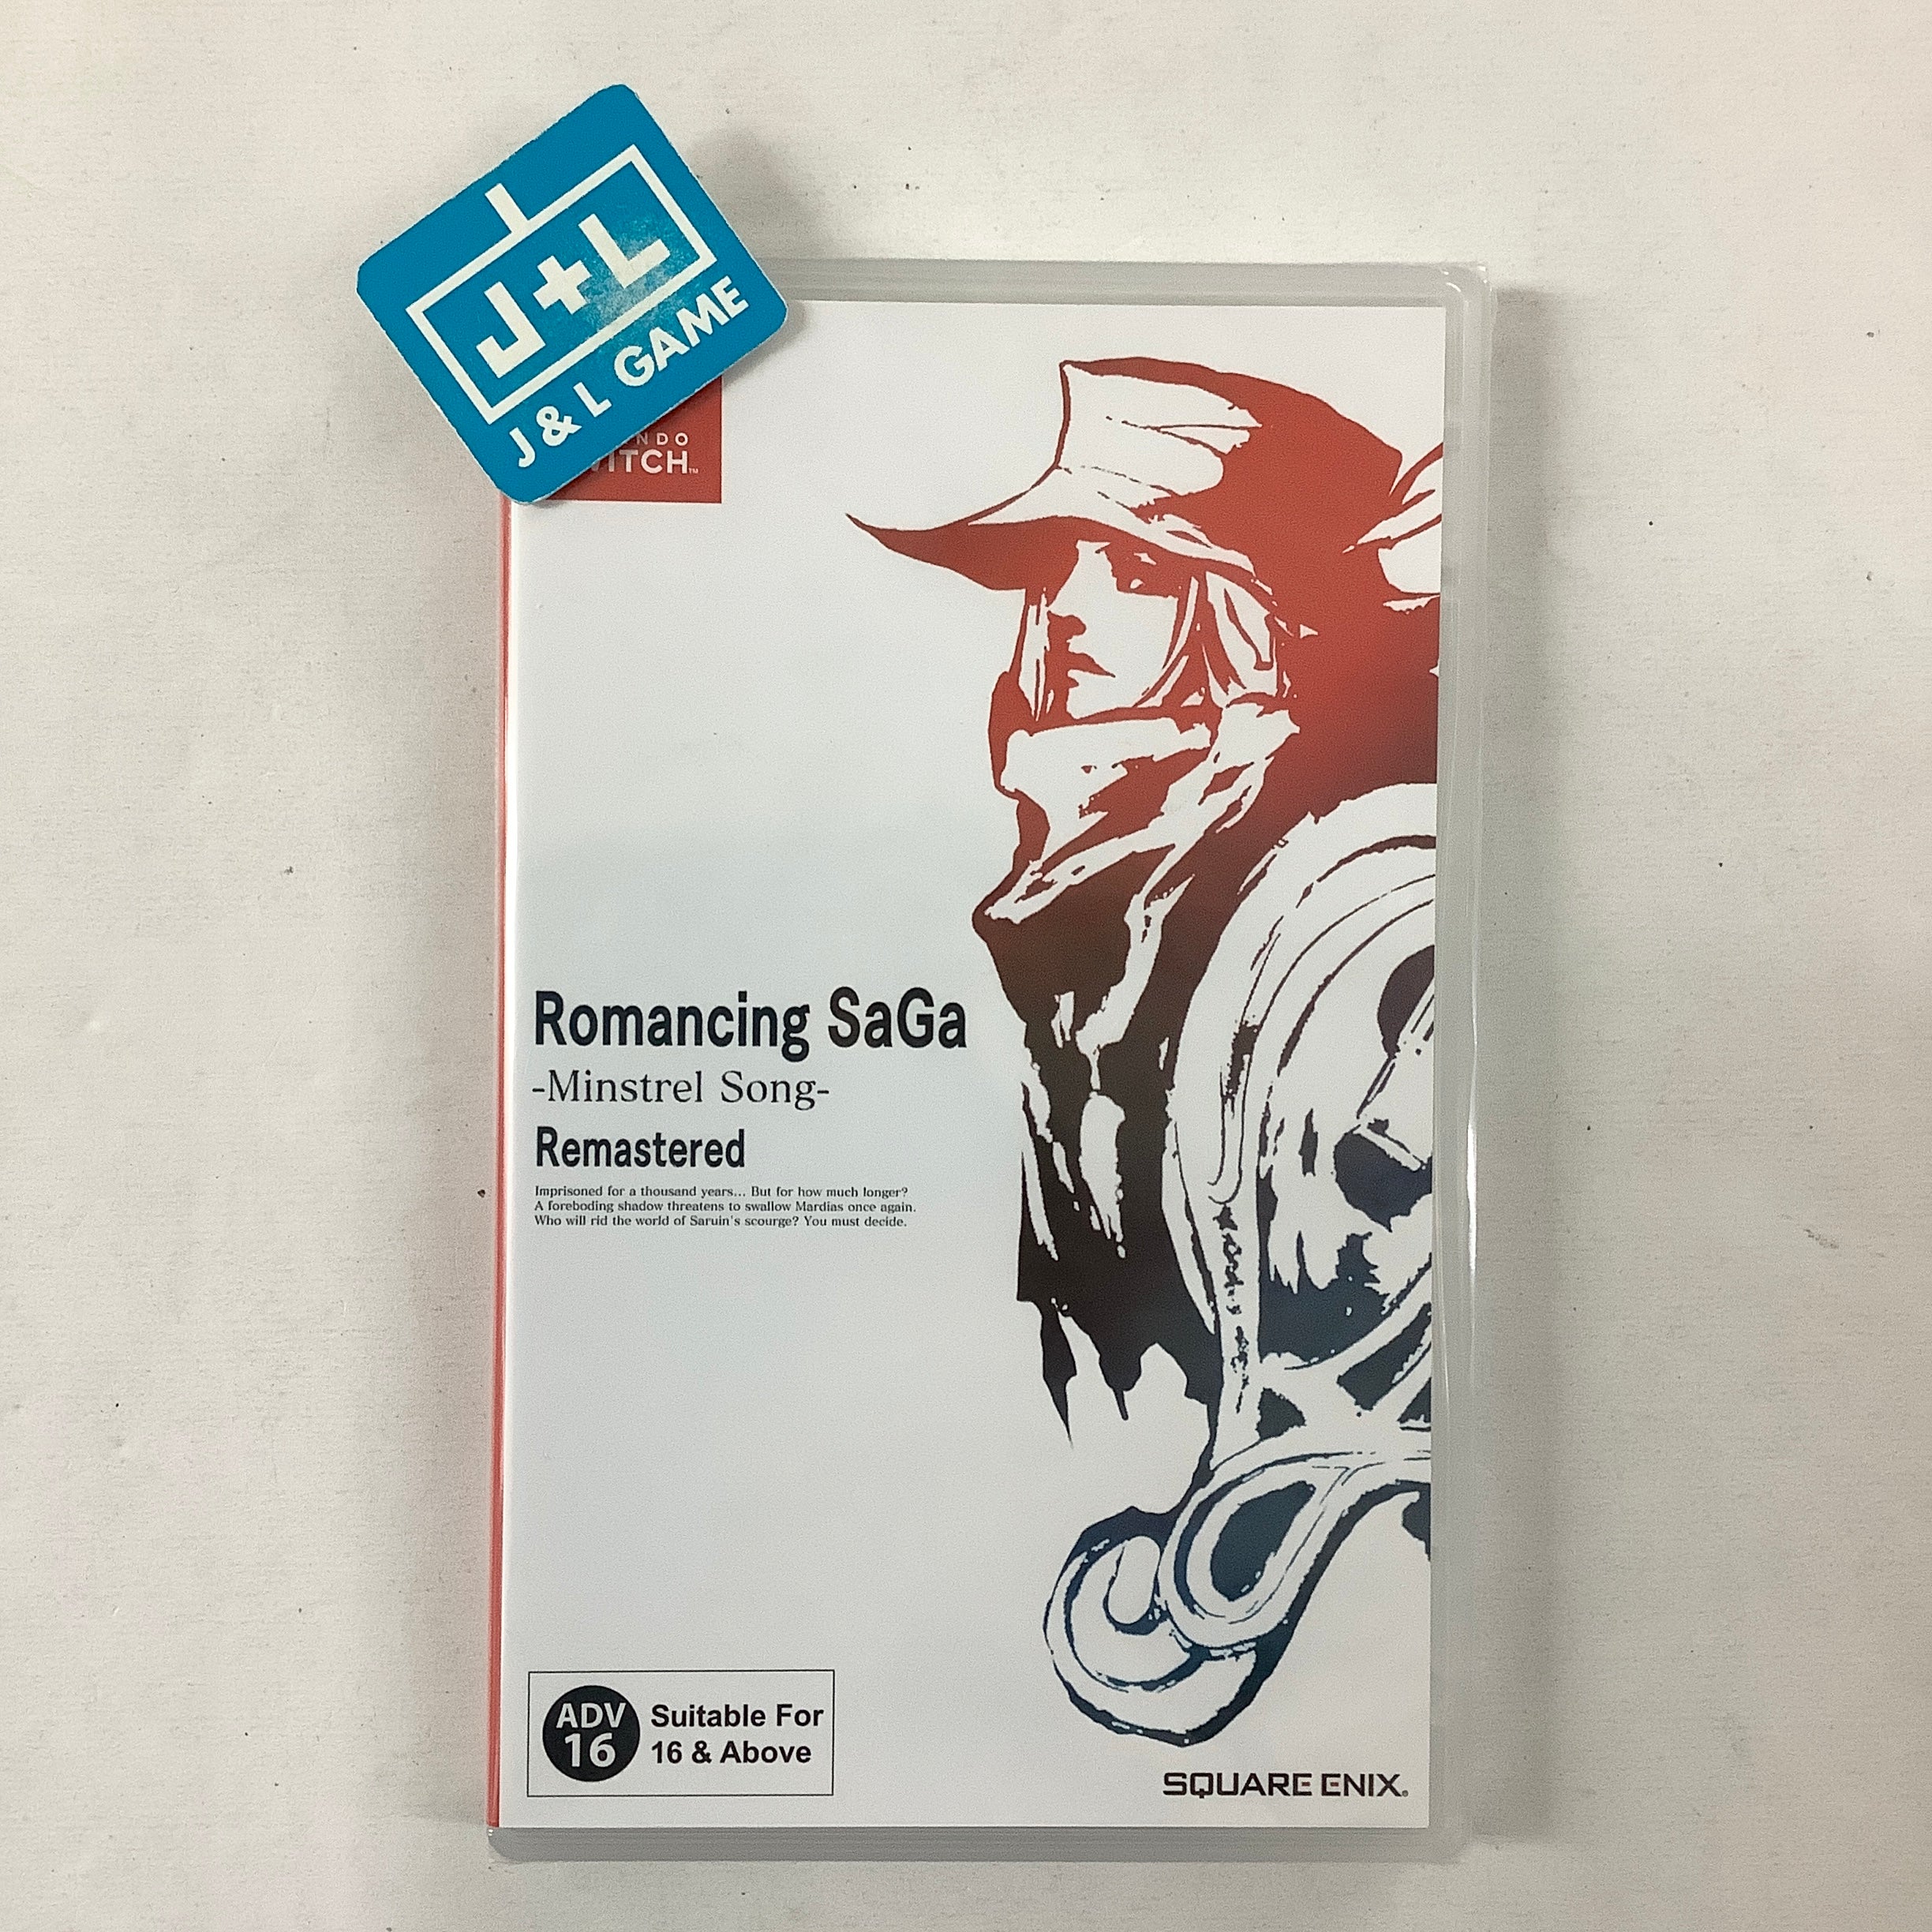 J+L
J & L GAME
Romancing SaGa
-Minstrel Song-
Remastered
Imprisoned for a thousand years... But for how much longer?
A foreboding shadow threatens to swallow Mardias once again.
Who will rid the world of Saruin's scourge? You must decide.
ADV
16
Suitable For
16 & Above
SQUARE ENIX®